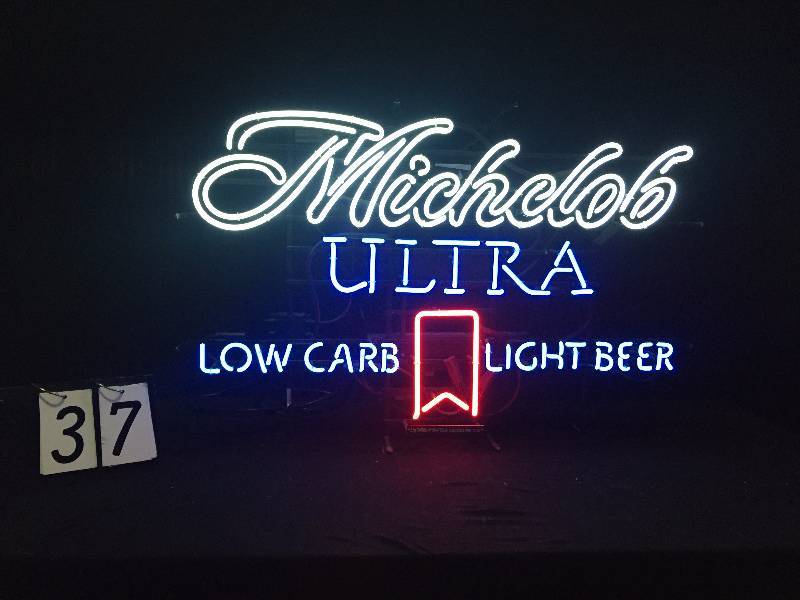 Michelob
ULTRA
LOW CARB LIGHT BEER
37